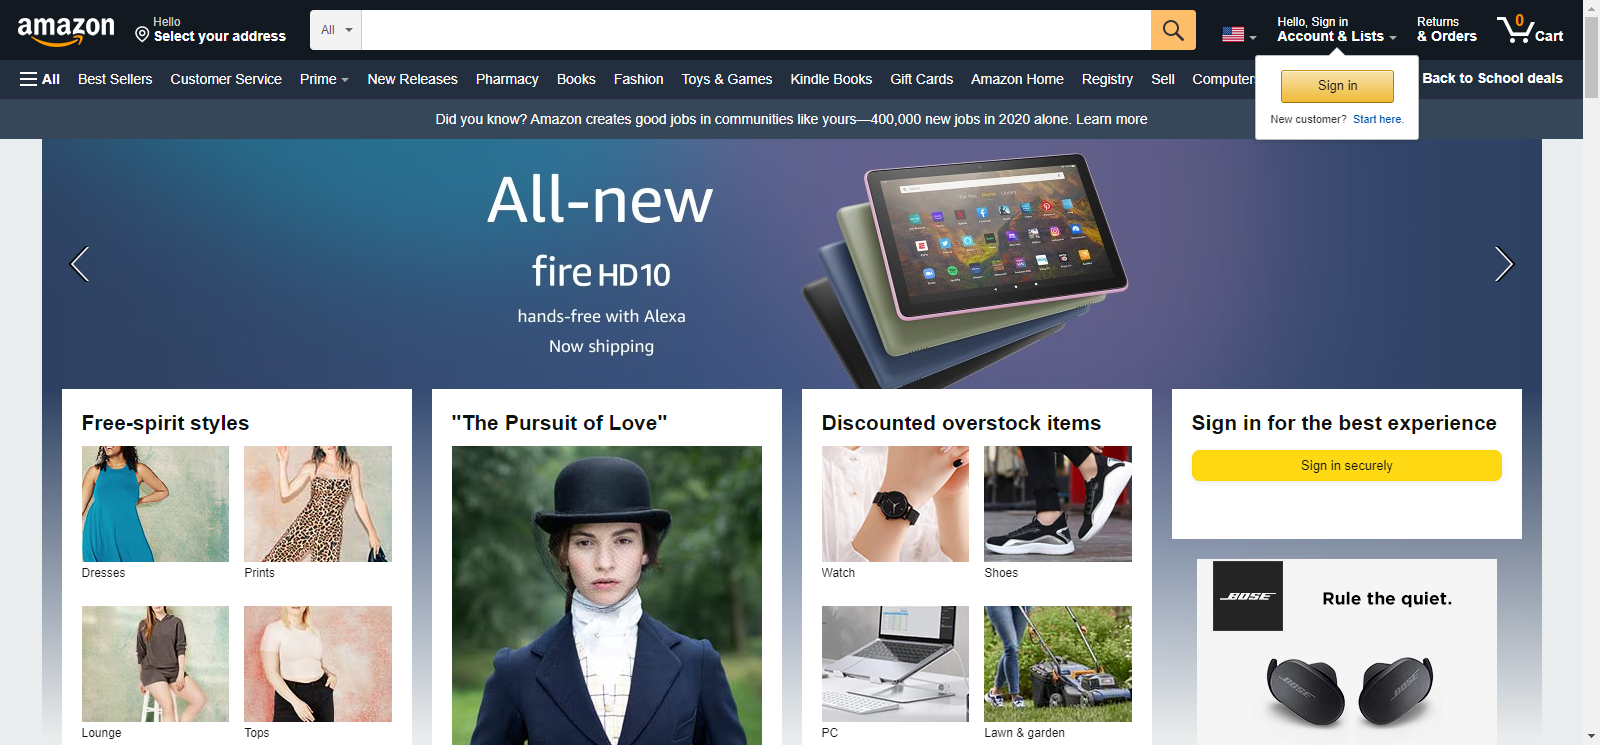 amazon
Hello
Select your address
All
Hello, Sign in
Account & Lists
Returns
& Orders
0
Cart
All
Best Sellers
Customer Service
Prime
New Releases
Pharmacy
Books
Fashion
Toys & Games
Kindle Books
Gift Cards
Amazon Home
Registry
Sell
Computer
Back to School deals
Sign in
New customer? Start here.
Did you know? Amazon creates good jobs in communities like yours—400,000 new jobs in 2020 alone. Learn more
All-new
fire HD10
hands-free with Alexa
Now shipping
Free-spirit styles
Dresses
Prints
Lounge
Tops
"The Pursuit of Love"
Discounted overstock items
Watch
Shoes
PC
Lawn & garden
Sign in for the best experience
Sign in securely
BOSE
Rule the quiet.
BOSE
BOSE